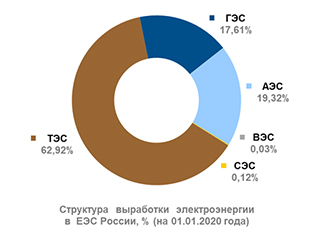 ГЭС
17,61%
АЭС
19,32%
ТЭС
62,92%
ВЭС
0,03%
СЭС
0,12%
Структура выработки электроэнергии
в ЕЭС России, % (на 01.01.2020 года)